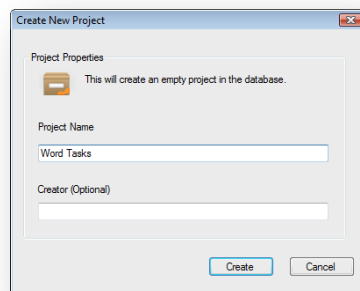 Create New Project
Project Properties
This will create an empty project in the database.
Project Name
Word Tasks
Creator (Optional)
Create
Cancel